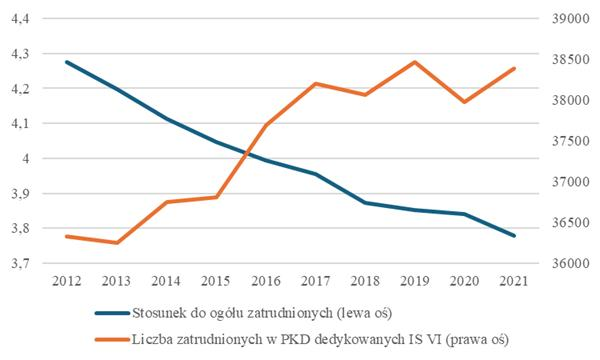 4,4 39000
4,3 38500
4,2 38000
4,1 37500
4 37000
3,9 36500
3,8 36000
3,7
2012 2013 2014 2015 2016 2017 2018 2019 2020 2021
Stosunek do ogółu zatrudnionych (lewa oś)
Liczba zatrudnionych w PKD dedykowanych IS VI (prawa oś)